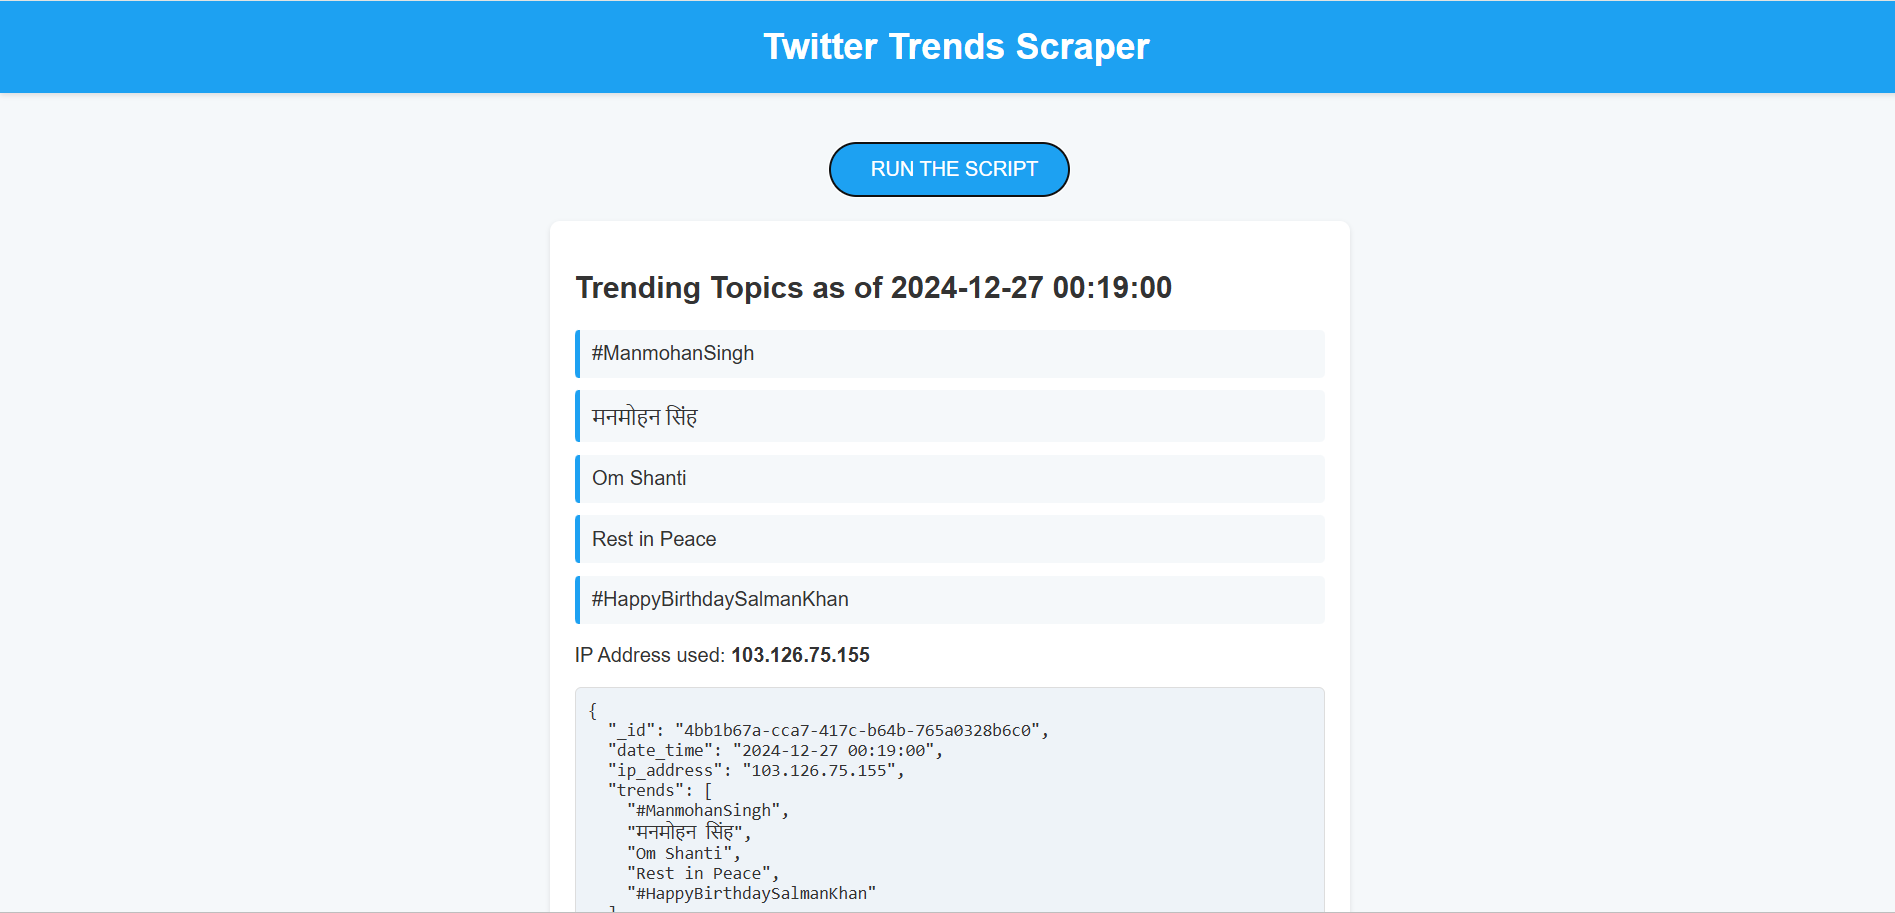 Twitter Trends Scraper
RUN THE SCRIPT
Trending Topics as of 2024-12-27 00:19:00
#ManmohanSingh
मनमोहन सिंह
Om Shanti
Rest in Peace
#HappyBirthdaySalmanKhan
IP Address used: 103.126.75.155
{
"_id": "4bb1b67a-cca7-417c-b64b-765a0328b6c0",
"date_time": "2024-12-27 00:19:00",
"ip_address": "103.126.75.155",
"trends": [
"#ManmohanSingh",
"मनमोहन सिंह",
"Om Shanti",
"Rest in Peace",
"#HappyBirthdaySalmanKhan"
]